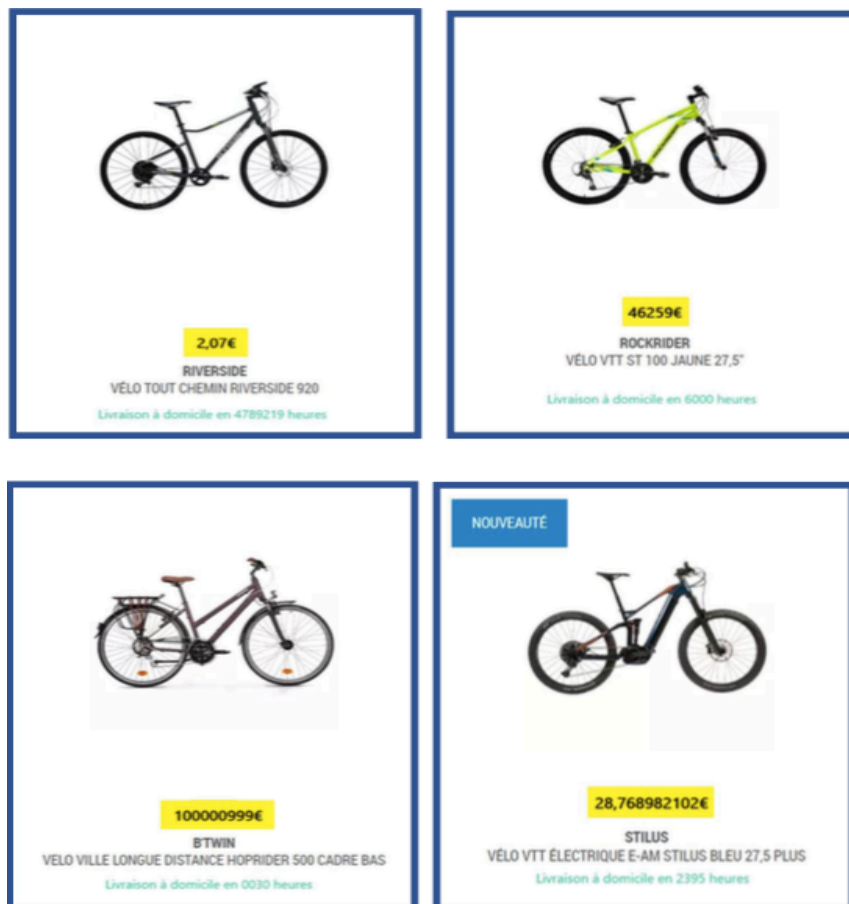 2,07€
RIVERSIDE
VÉLO TOUT CHEMIN RIVERSIDE 920
Livraison à domicile en 4789219 heures
46259€
ROCKRIDER
VÉLO VTT ST 100 JAUNE 27,5"
Livraison à domicile en 6000 heures
100000999€
B'TWIN
VELO VILLE LONGUE DISTANCE HOPRIDER 500 CADRE BAS
Livraison à domicile en 0030 heures
NOUVEAUTÉ
28,768982102€
STILUS
VÉLO VTT ÉLECTRIQUE E-AM STILUS BLEU 27,5 PLUS
Livraison à domicile en 2395 heures